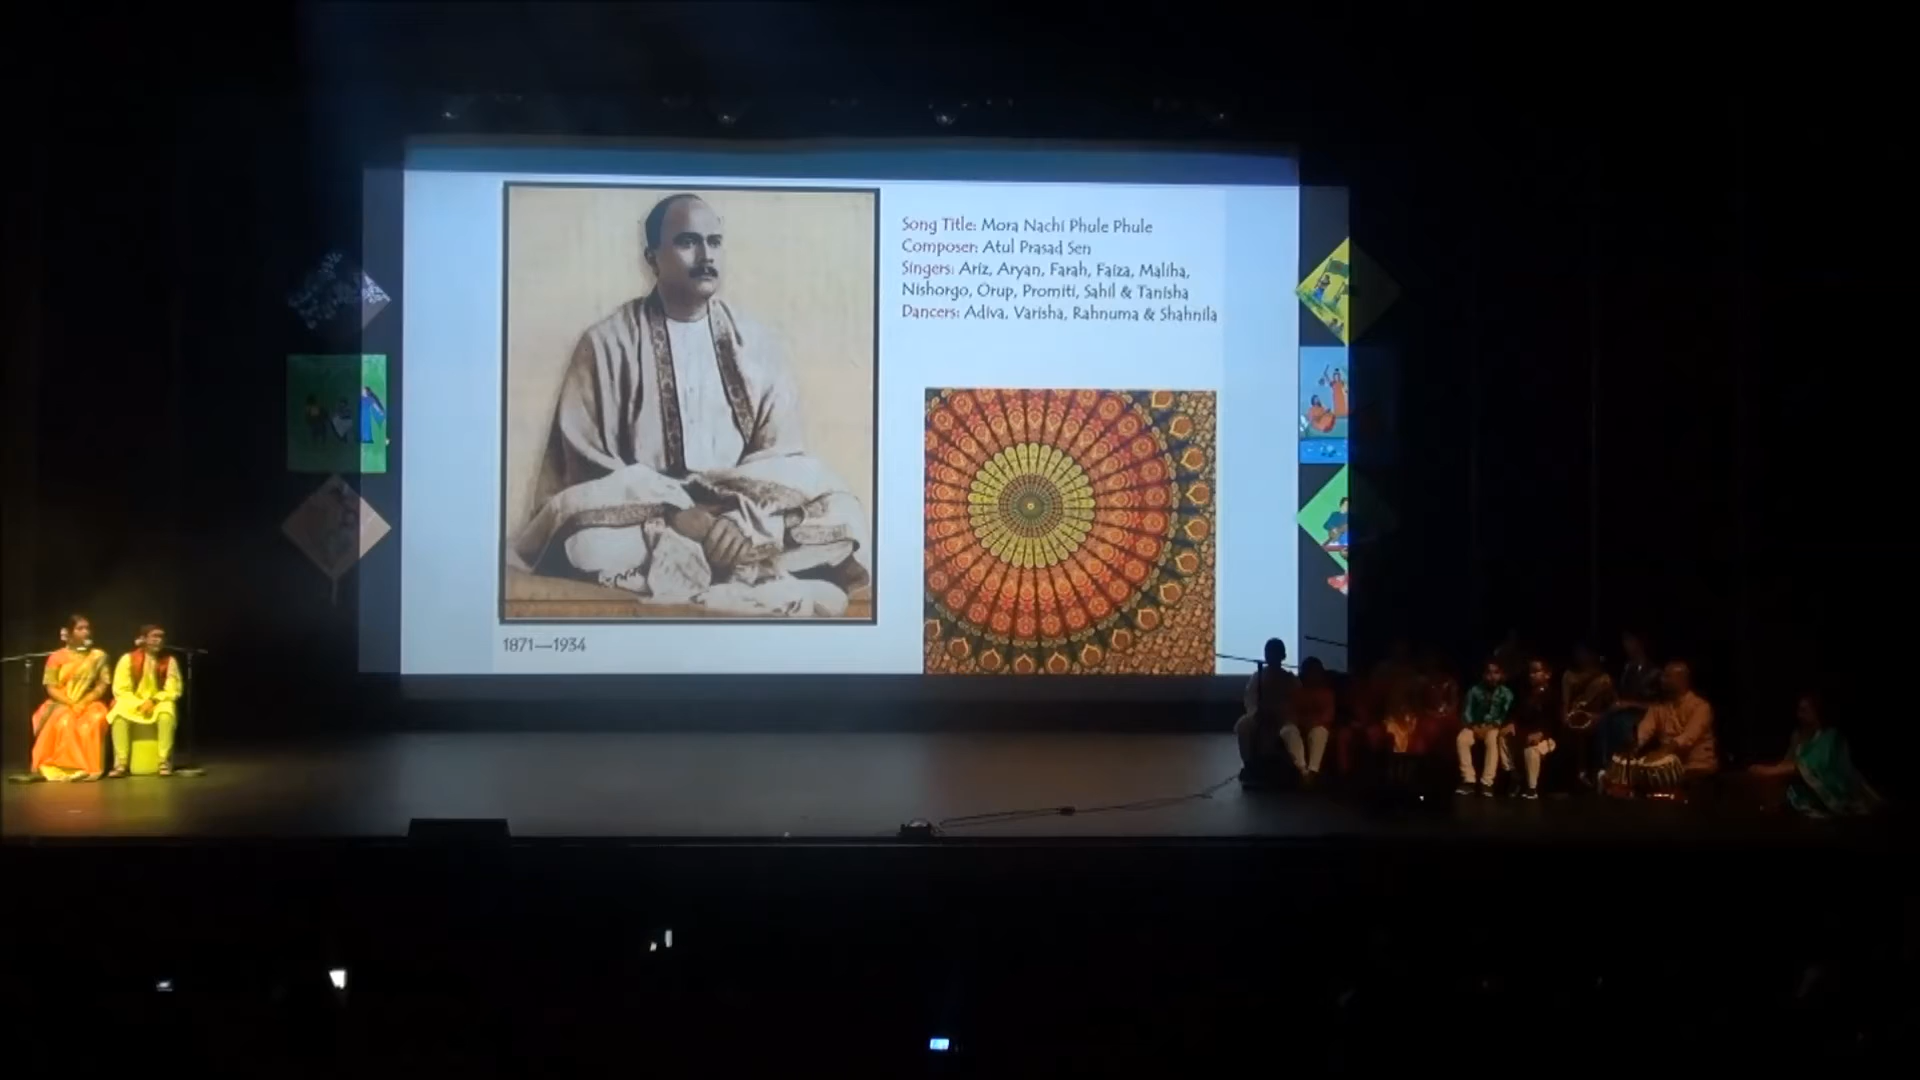 Song Title: Mora Nachi Phule Phule
Composer: Atul Prasad Sen
Singers: Ariz, Aryan, Farah, Faiza, Maliha,
Nishorgo, Orup, Promiti, Sahil & Tanisha
Dancers: Adiva, Varisha, Rahnuma & Shahnila
1871—1934